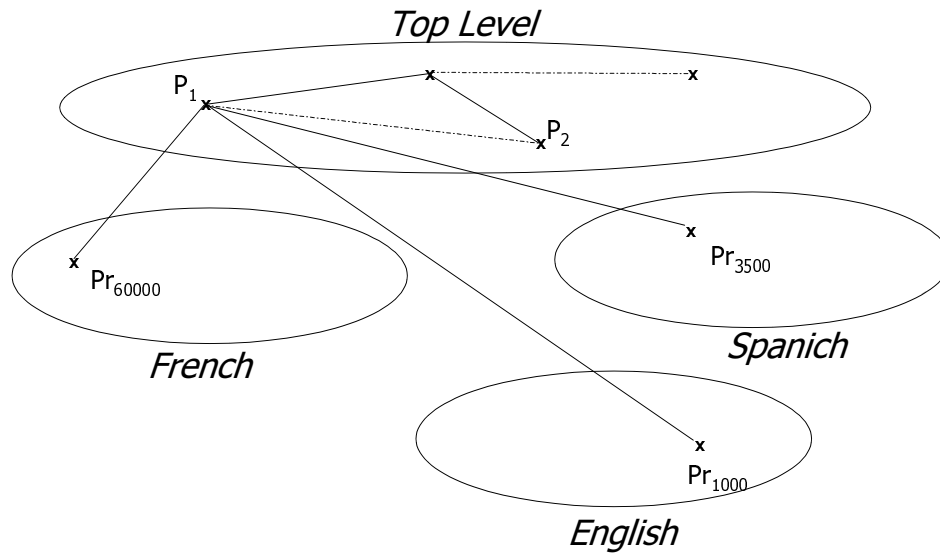 Top Level
P1
P2
Pr3500
Pr60000
Spanich
French
Pr1000
English